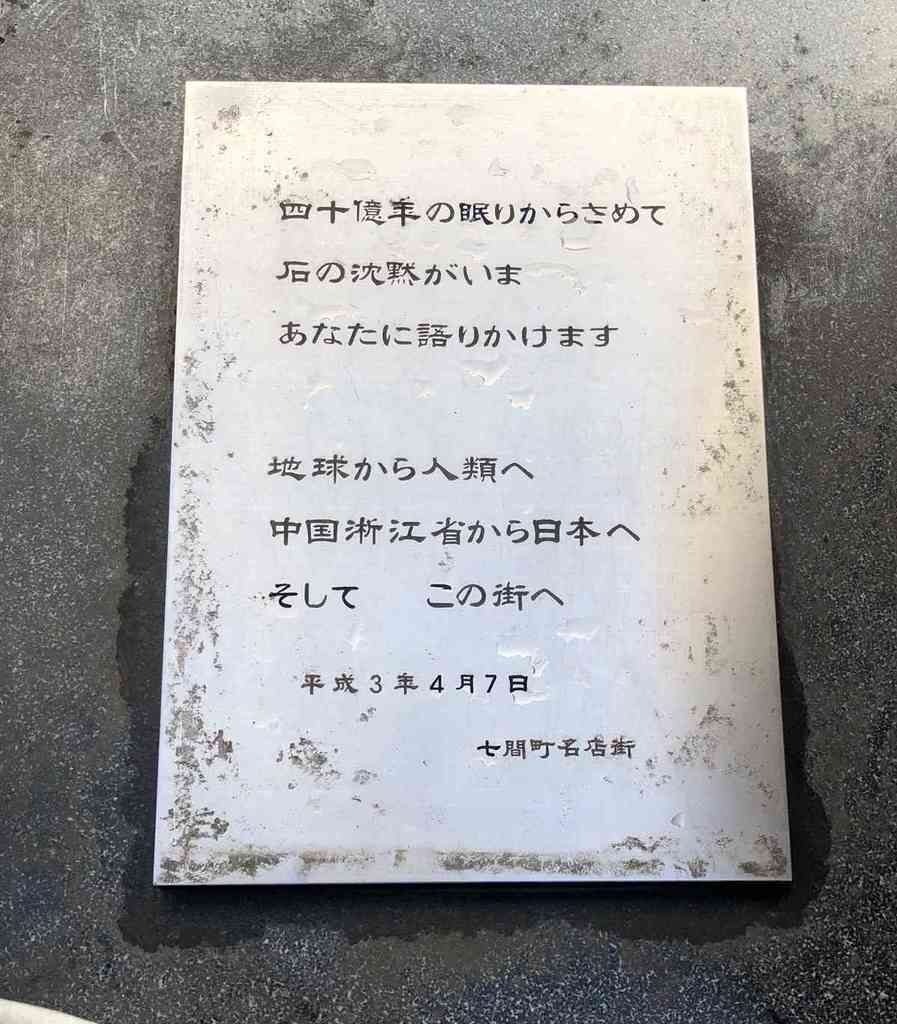 四十億年の眠りからさめて
石の沈黙がいま
あなたに語りかけます
地球から人類へ
中国淅江省から日本へ
そして　この街へ
平成3年4月7日
七間町名店街